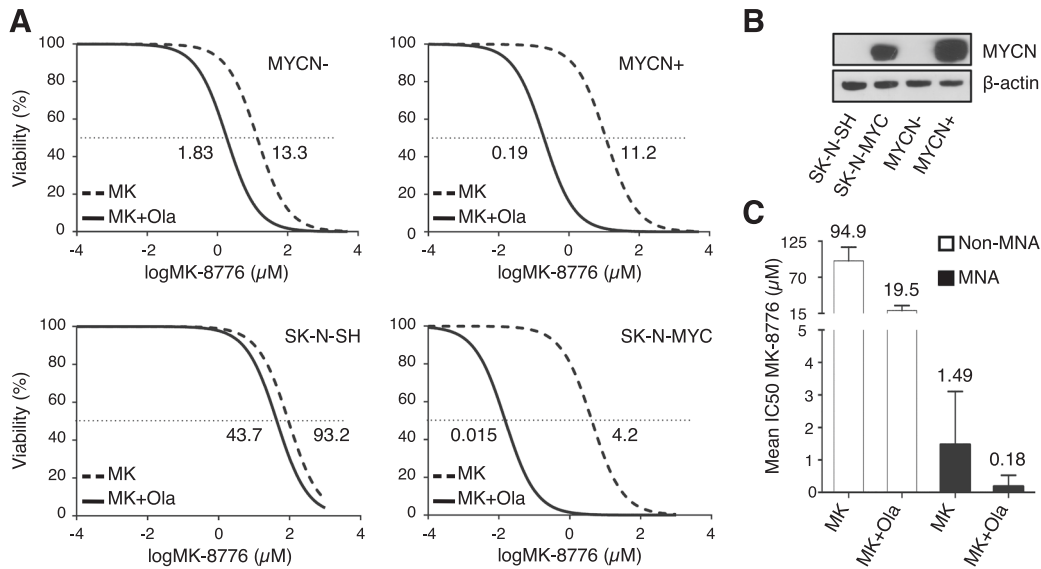 A
100
80
60
40
20
0
Viability (%)
MYCN-
1.83
13.3
MK
MK+Ola
-4
-2
0
2
4
logMK-8776 (µM)
100
80
60
40
20
0
MYCN+
0.19
11.2
MK
MK+Ola
-4
-2
0
2
4
logMK-8776 (µM)
100
80
60
40
20
0
Viability (%)
SK-N-SH
43.7
93.2
MK
MK+Ola
-4
-2
0
2
4
logMK-8776 (µM)
100
80
60
40
20
0
SK-N-MYC
0.015
4.2
MK
MK+Ola
-4
-2
0
2
4
logMK-8776 (µM)
B
MYCN
β-actin
SK-N-SH
SK-N-MYC
MYCN-
MYCN+
C
Mean IC50 MK-8776 (µM)
125
70
15
5
4
3
2
1
0
94.9
19.5
1.49
0.18
Non-MNA
MNA
MK
MK+Ola
MK
MK+Ola